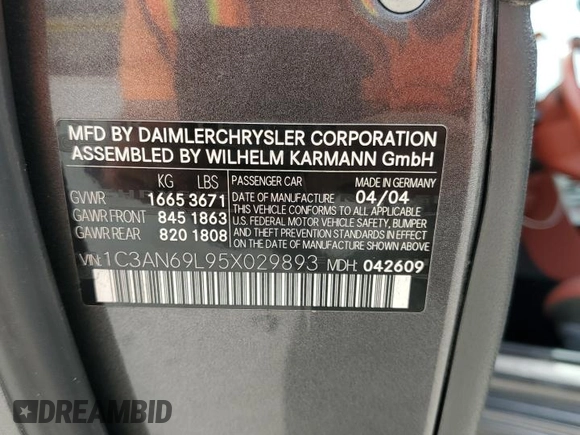 MFD BY DAIMLERCHRYSLER CORPORATION
ASSEMBLED BY WILHELM KARMANN GmbH
KG LBS
GVWR 1665 3671
GAWR FRONT 845 1863
GAWR REAR 820 1808
PASSENGER CAR MADE IN GERMANY
DATE OF MANUFACTURE 04/04
THIS VEHICLE CONFORMS TO ALL APPLICABLE
U.S. FEDERAL MOTOR VEHICLE SAFETY, BUMPER
AND THEFT PREVENTION STANDARDS IN EFFECT
ON THE DATE OF MANUFACTURE SHOWN ABOVE.
VIN: 1C3AN69L95X029893 MDH: 042609
DREAMBID